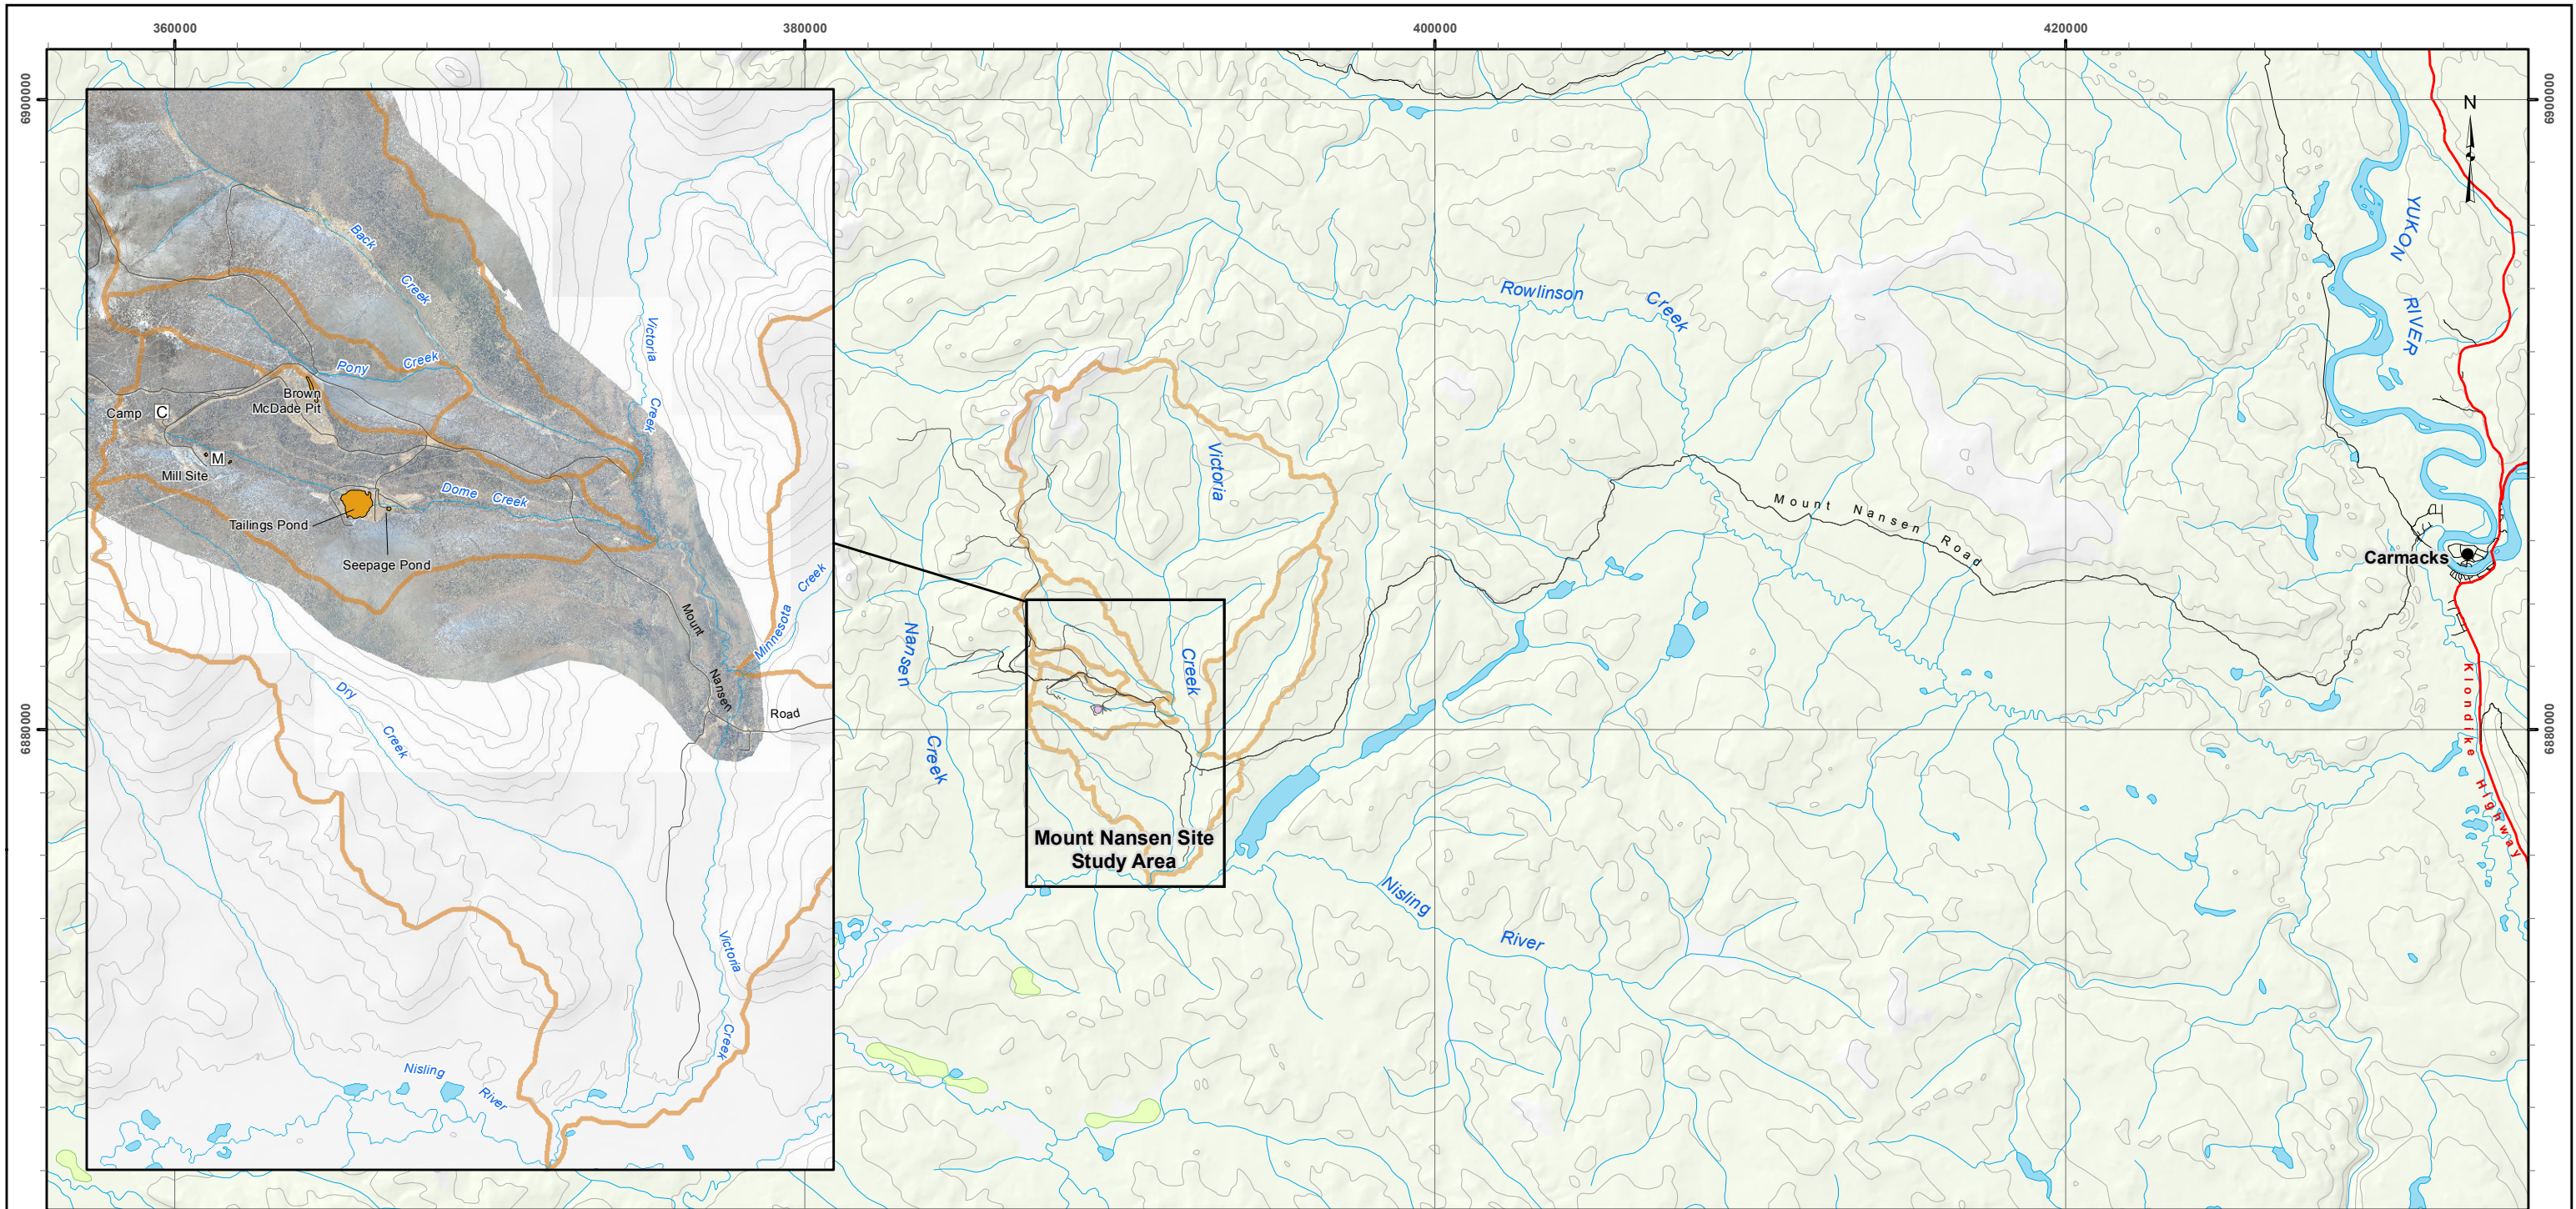 360000
380000
400000
420000
6900000
6900000
6880000
6880000
N
Back
Creek
Victoria
Creek
Pony Creek
Brown
McDade Pit
Camp C
M
Mill Site
Dome Creek
Tailings Pond
Seepage Pond
Minnesota Creek
Mount
Nansen
Road
Dry
Creek
Victoria
Creek
Nisling
River
Rowlinson
Creek
Victoria
Creek
Nansen
Creek
Mount Nansen Road
Mount Nansen Site
Study Area
Nisling
River
YUKON
RIVER
Carmacks
Klondike Highway